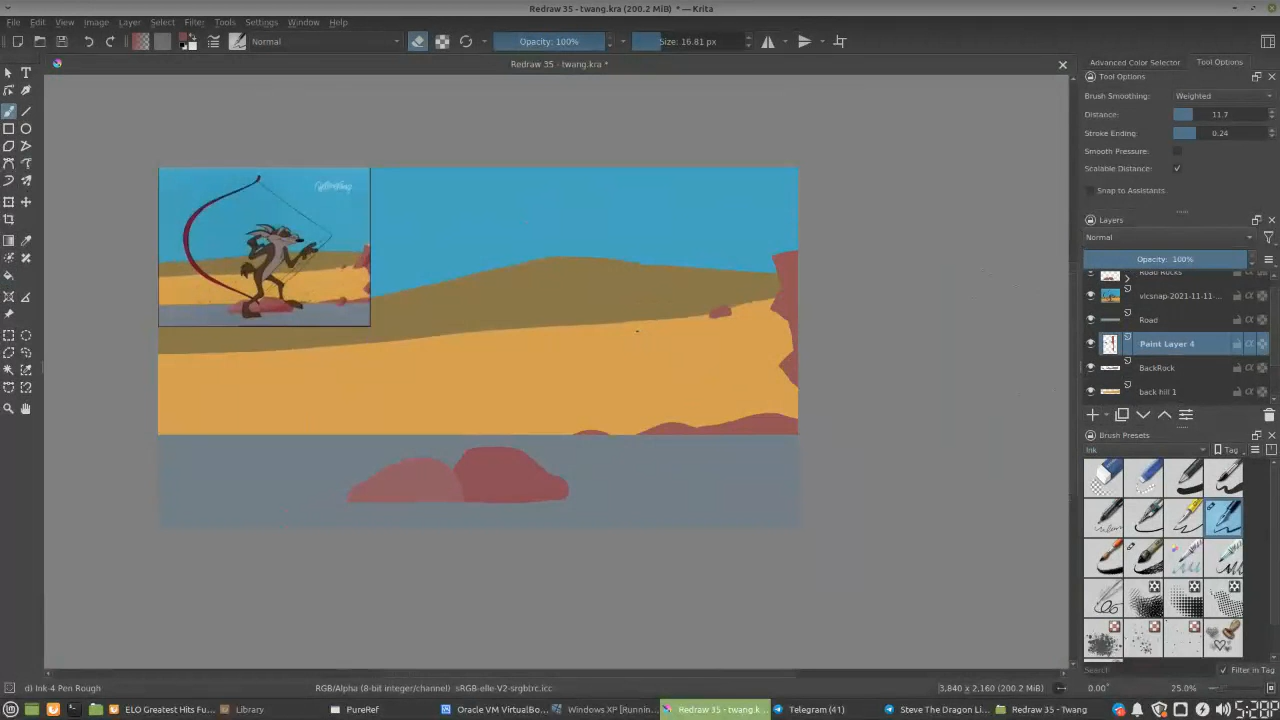 Redraw 35 - twang.kra (200.2 MiB) * — Krita
File Edit View Image Layer Select Filter Tools Settings Window Help
Normal
Opacity: 100%
Size: 16.81 px
Redraw 35 - twang.kra *
Advanced Color Selector
Tool Options
Tool Options
Brush Smoothing:
Weighted
Distance:
11.7
Stroke Ending:
0.24
Smooth Pressure:
Scalable Distance:
Snap to Assistants
Layers
Normal
Opacity: 100%
Road Rocks
vlcsnap-2021-11-11-...
Road
Paint Layer 4
BackRock
back hill 1
Brush Presets
Ink
Tag
Search
Filter in Tag
d) Ink-4 Pen Rough
RGB/Alpha (8-bit integer/channel) sRGB-elle-V2-srgbtrc.icc
3,840 x 2,160 (200.2 MiB)
0.00°
25.0%
ELO Greatest Hits Fu...
Library
PureRef
Oracle VM VirtualBo...
Windows XP [Runnin...
Redraw 35 - twang.k...
Telegram (41)
Steve The Dragon Li...
Redraw 35 - Twang